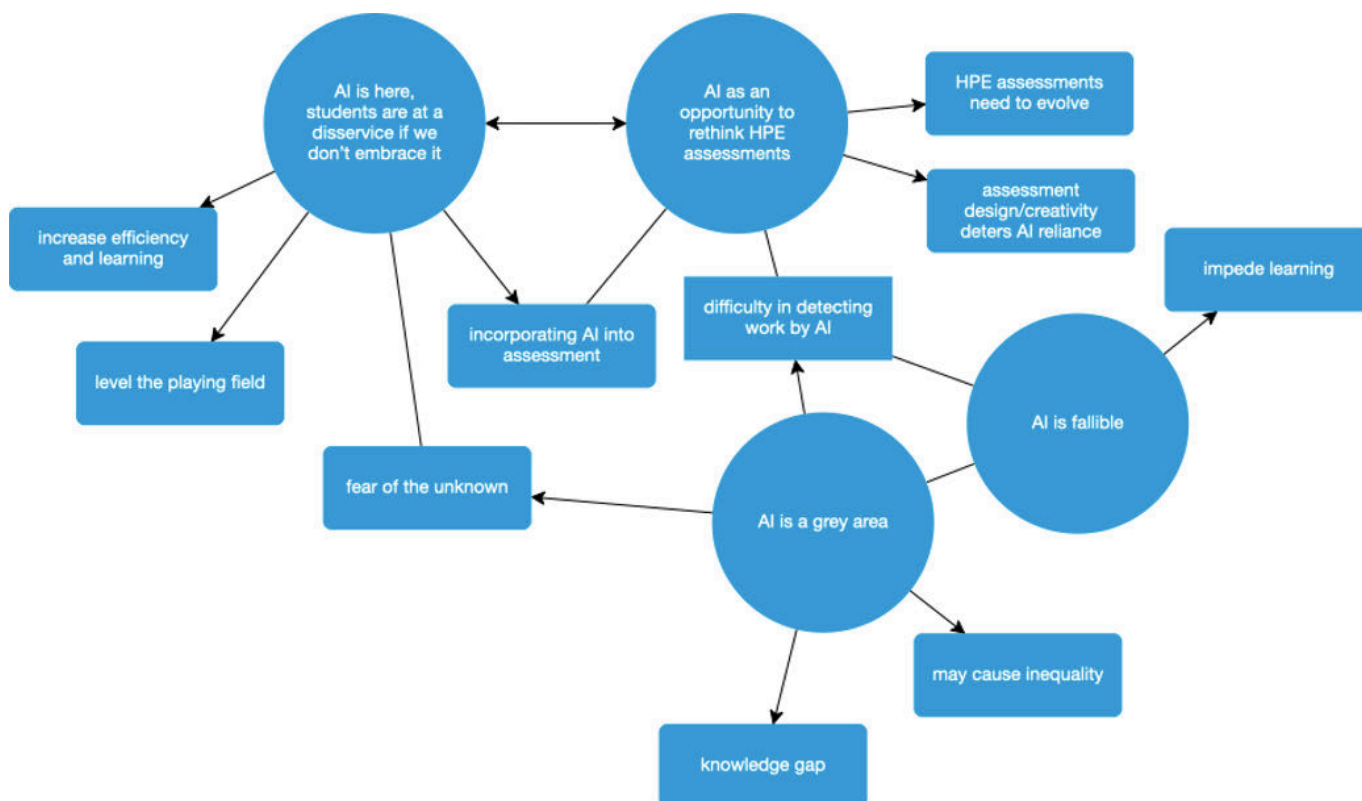 AI is here,
students are at a
disservice if we
don't embrace it
AI as an
opportunity to
rethink HPE
assessments
HPE assessments
need to evolve
assessment
design/creativity
deters AI reliance
increase efficiency
and learning
impede learning
difficulty in detecting
work by AI
incorporating AI into
assessment
level the playing field
AI is fallible
fear of the unknown
AI is a grey area
may cause inequality
knowledge gap